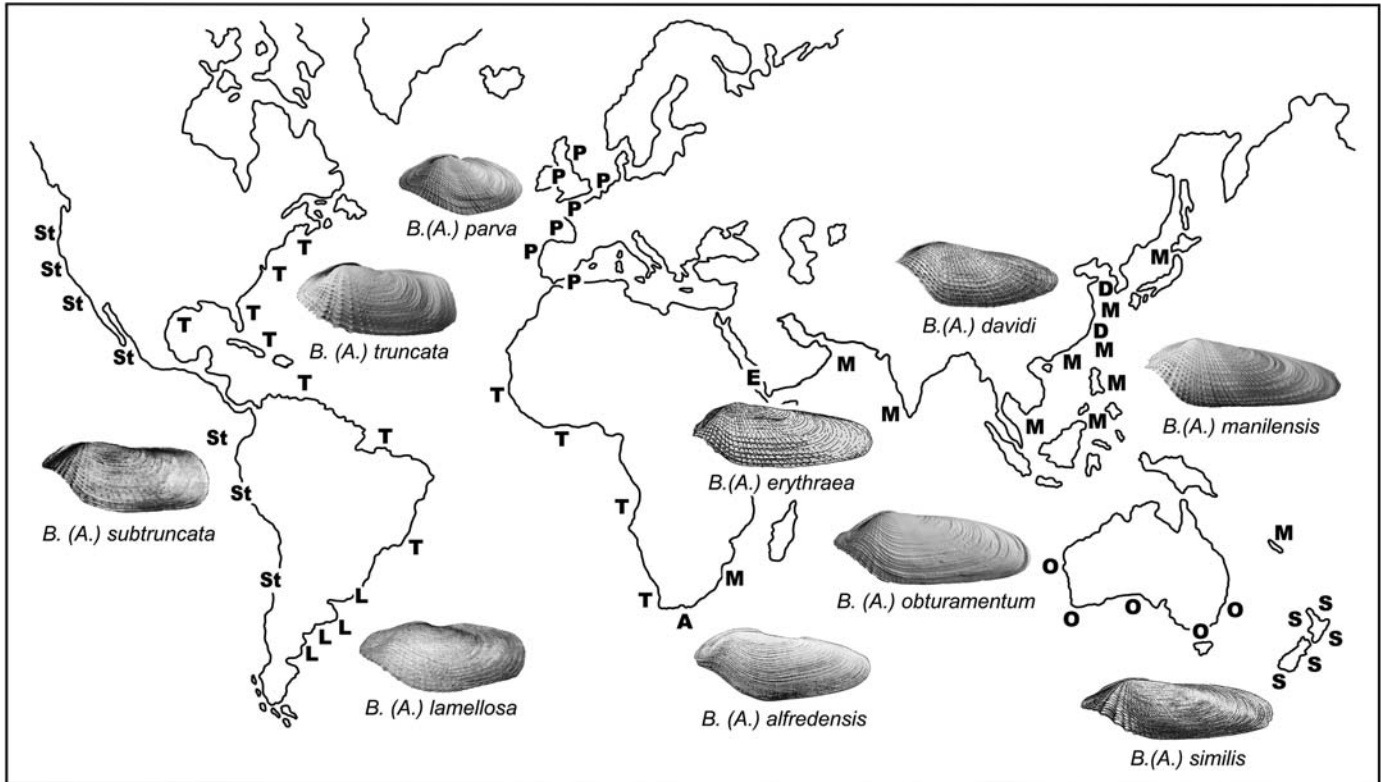 P
P
P
B.(A.) parva
P
P
P
P
St
St
St
St
T
T
T
T
T
T
B. (A.) truncata
M
D
M
D
M
M
B.(A.) davidi
M
M
E
M
M
M
B.(A.) manilensis
T
T
T
T
T
T
B.(A.) erythraea
St
St
St
B. (A.) subtruncata
M
O
O
O
O
O
M
B. (A.) obturamentum
L
L
L
L
B. (A.) lamellosa
A
B. (A.) alfredensis
S
S
S
S
S
B.(A.) similis